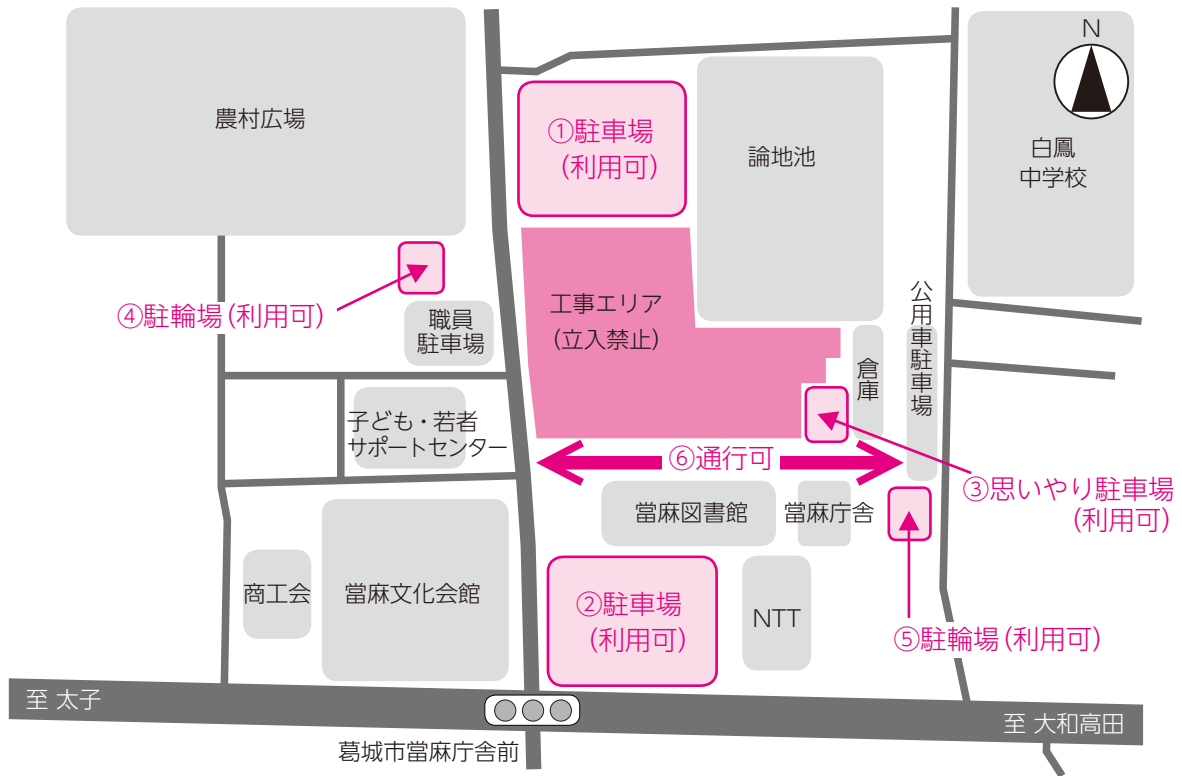 N
農村広場
①駐車場
(利用可)
論地池
白鳳
中学校
④駐輪場(利用可)
職員
駐車場
工事エリア
(立入禁止)
公用車駐車場
倉庫
子ども・若者
サポートセンター
⑥通行可
③思いやり駐車場
(利用可)
當麻図書館
當麻庁舎
商工会
當麻文化会館
②駐車場
(利用可)
NTT
⑤駐輪場(利用可)
至 太子
至 大和高田
葛城市當麻庁舎前